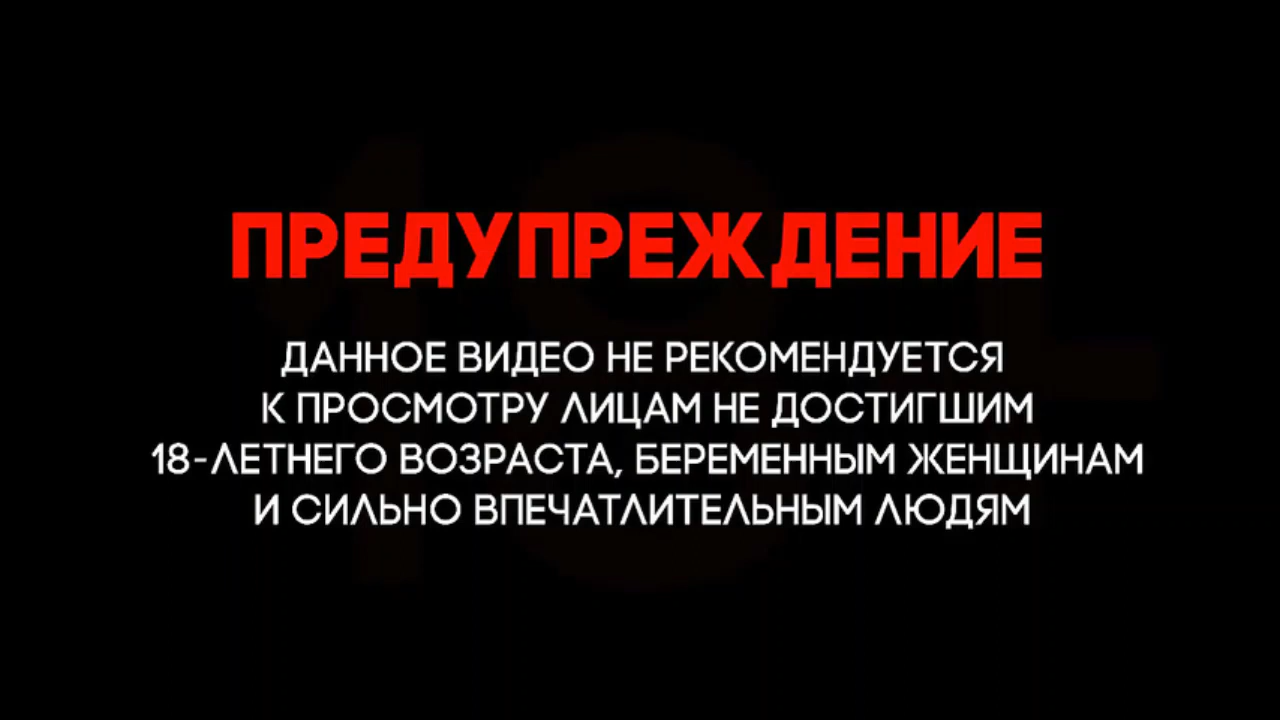 ПРЕДУПРЕЖДЕНИЕ
ДАННОЕ ВИДЕО НЕ РЕКОМЕНДУЕТСЯ
К ПРОСМОТРУ ЛИЦАМ НЕ ДОСТИГШИМ
18-ЛЕТНЕГО ВОЗРАСТА, БЕРЕМЕННЫМ ЖЕНЩИНАМ
И СИЛЬНО ВПЕЧАТЛИТЕЛЬНЫМ ЛЮДЯМ